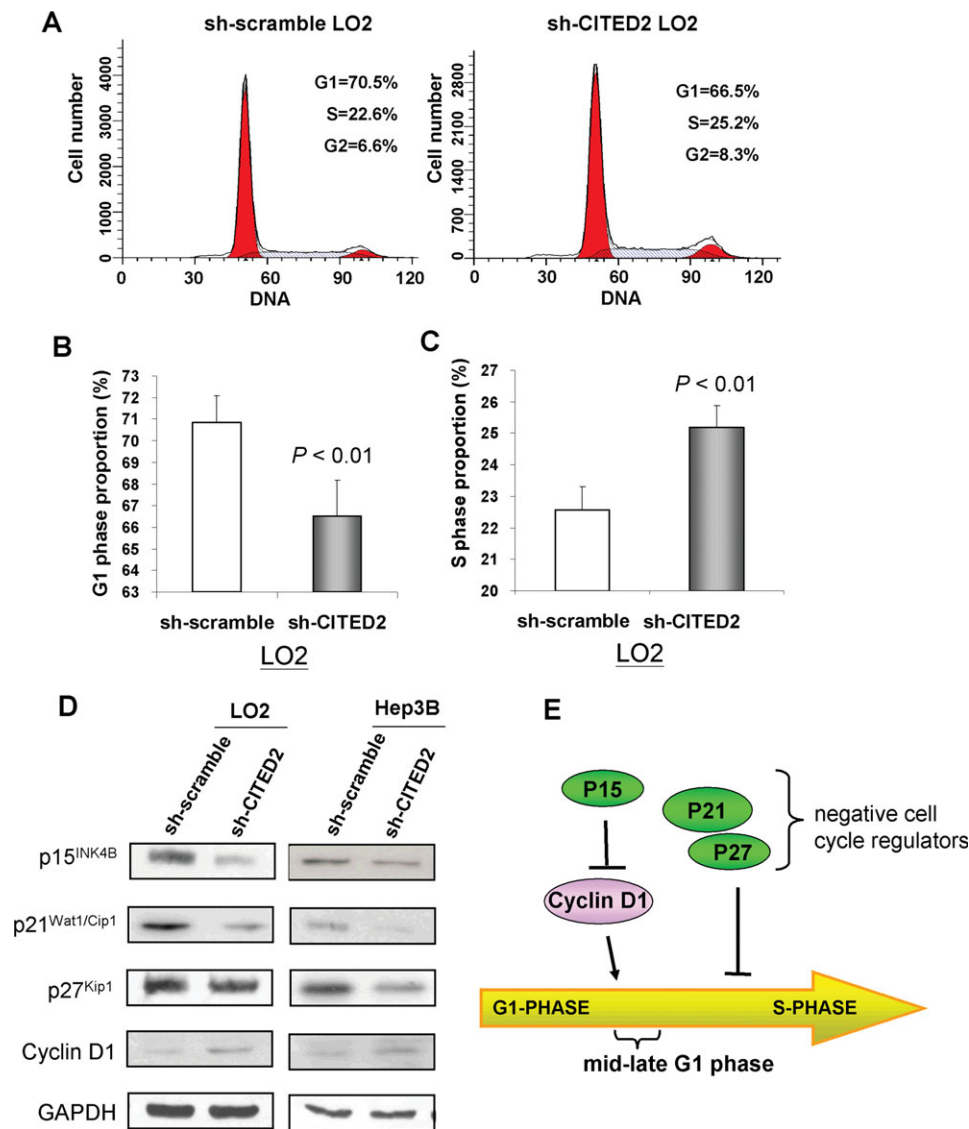 A
sh-scramble LO2
sh-CITED2 LO2
Cell number
4000
3000
2000
1000
0
G1=70.5%
S=22.6%
G2=6.6%
0 30 60 90 120
DNA
Cell number
2800
2100
1400
700
0
G1=66.5%
S=25.2%
G2=8.3%
0 30 60 90 120
DNA
B
G1 phase proportion (%)
73
72
71
70
69
68
67
66
65
64
63
P < 0.01
sh-scramble sh-CITED2
LO2
C
S phase proportion (%)
27
26
25
24
23
22
21
20
P < 0.01
sh-scramble sh-CITED2
LO2
D
LO2
Hep3B
sh-scramble
sh-CITED2
sh-scramble
sh-CITED2
p15INK4B
p21Wat1/Cip1
p27Kip1
Cyclin D1
GAPDH
E
P15
P21
P27
negative cell
cycle regulators
Cyclin D1
G1-PHASE
S-PHASE
mid-late G1 phase